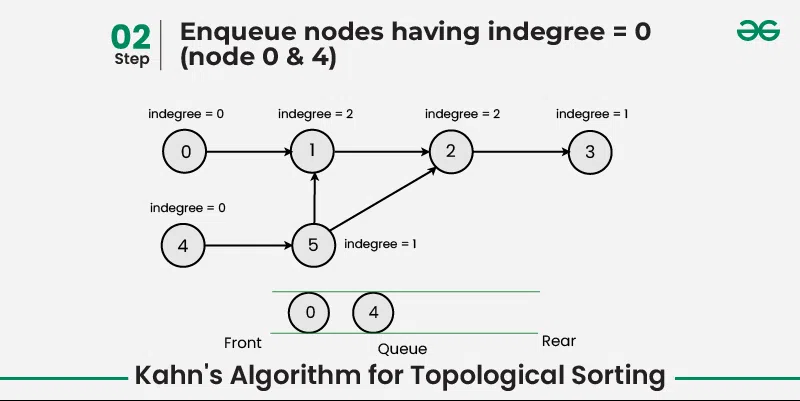 02
Step
Enqueue nodes having indegree = 0
(node 0 & 4)
indegree = 0
indegree = 2
indegree = 2
indegree = 1
0
1
2
3
indegree = 0
4
5
indegree = 1
0
4
Front
Queue
Rear
Kahn's Algorithm for Topological Sorting